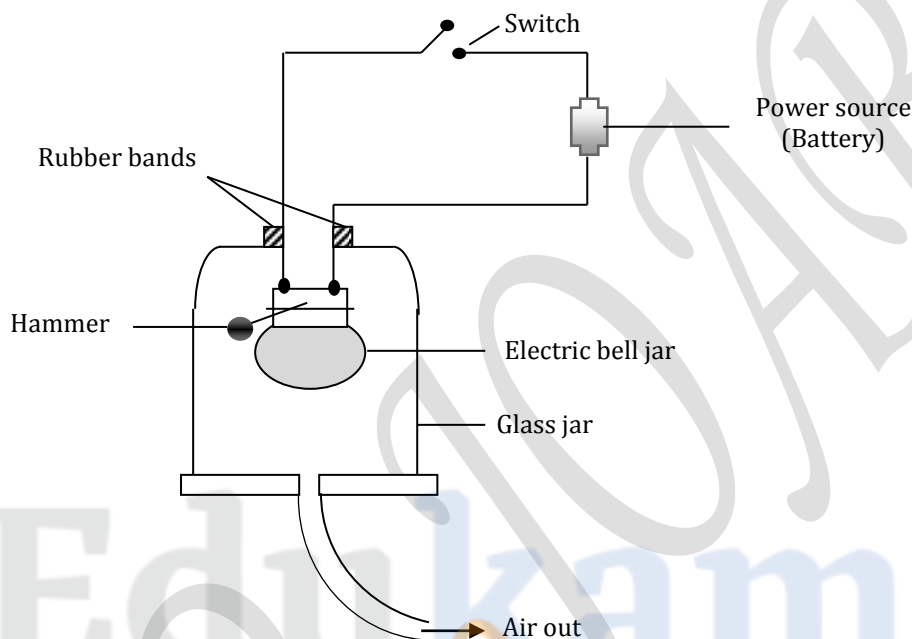 Switch
Power source
(Battery)
Rubber bands
Hammer
Electric bell jar
Glass jar
Edukam
Air out